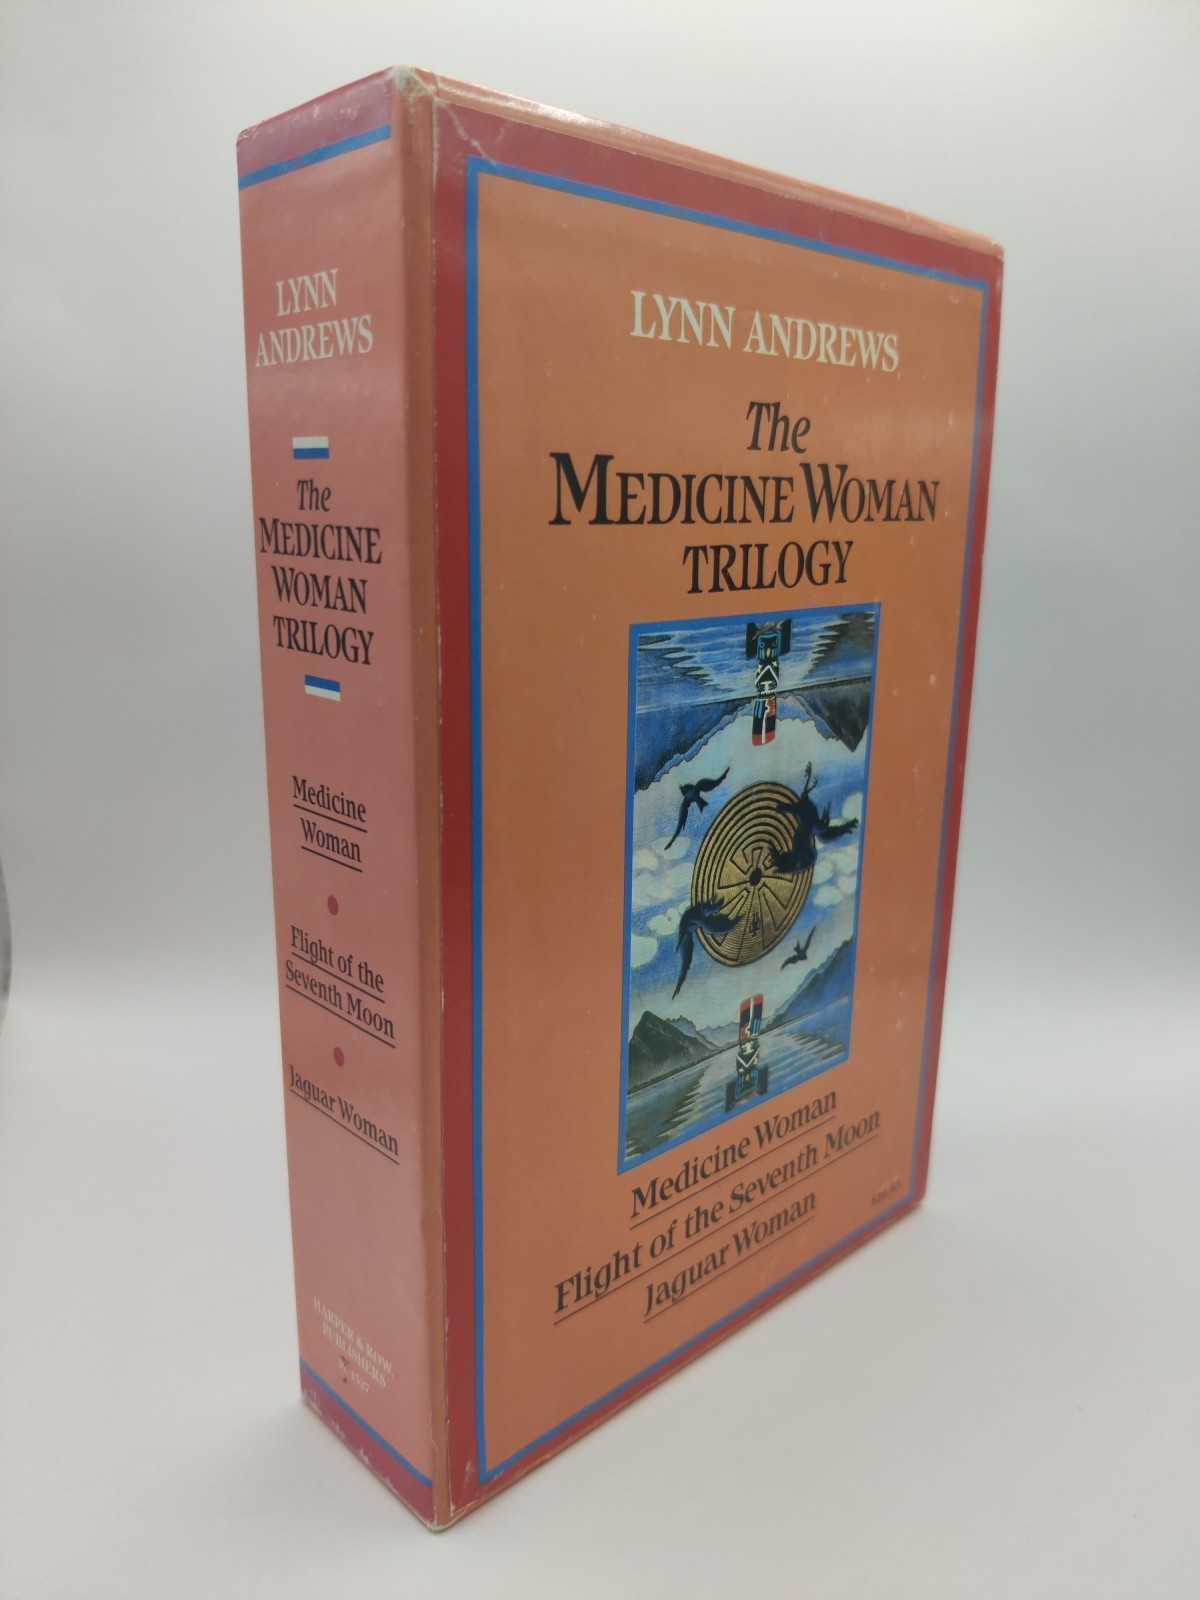 LYNN
ANDREWS
The
MEDICINE
WOMAN
TRILOGY
Medicine
Woman
Flight of the
Seventh Moon
Jaguar Woman
HARPER & ROW,
PUBLISHERS
LYNN ANDREWS
The
MEDICINE WOMAN
TRILOGY
Medicine Woman
Flight of the Seventh Moon
Jaguar Woman